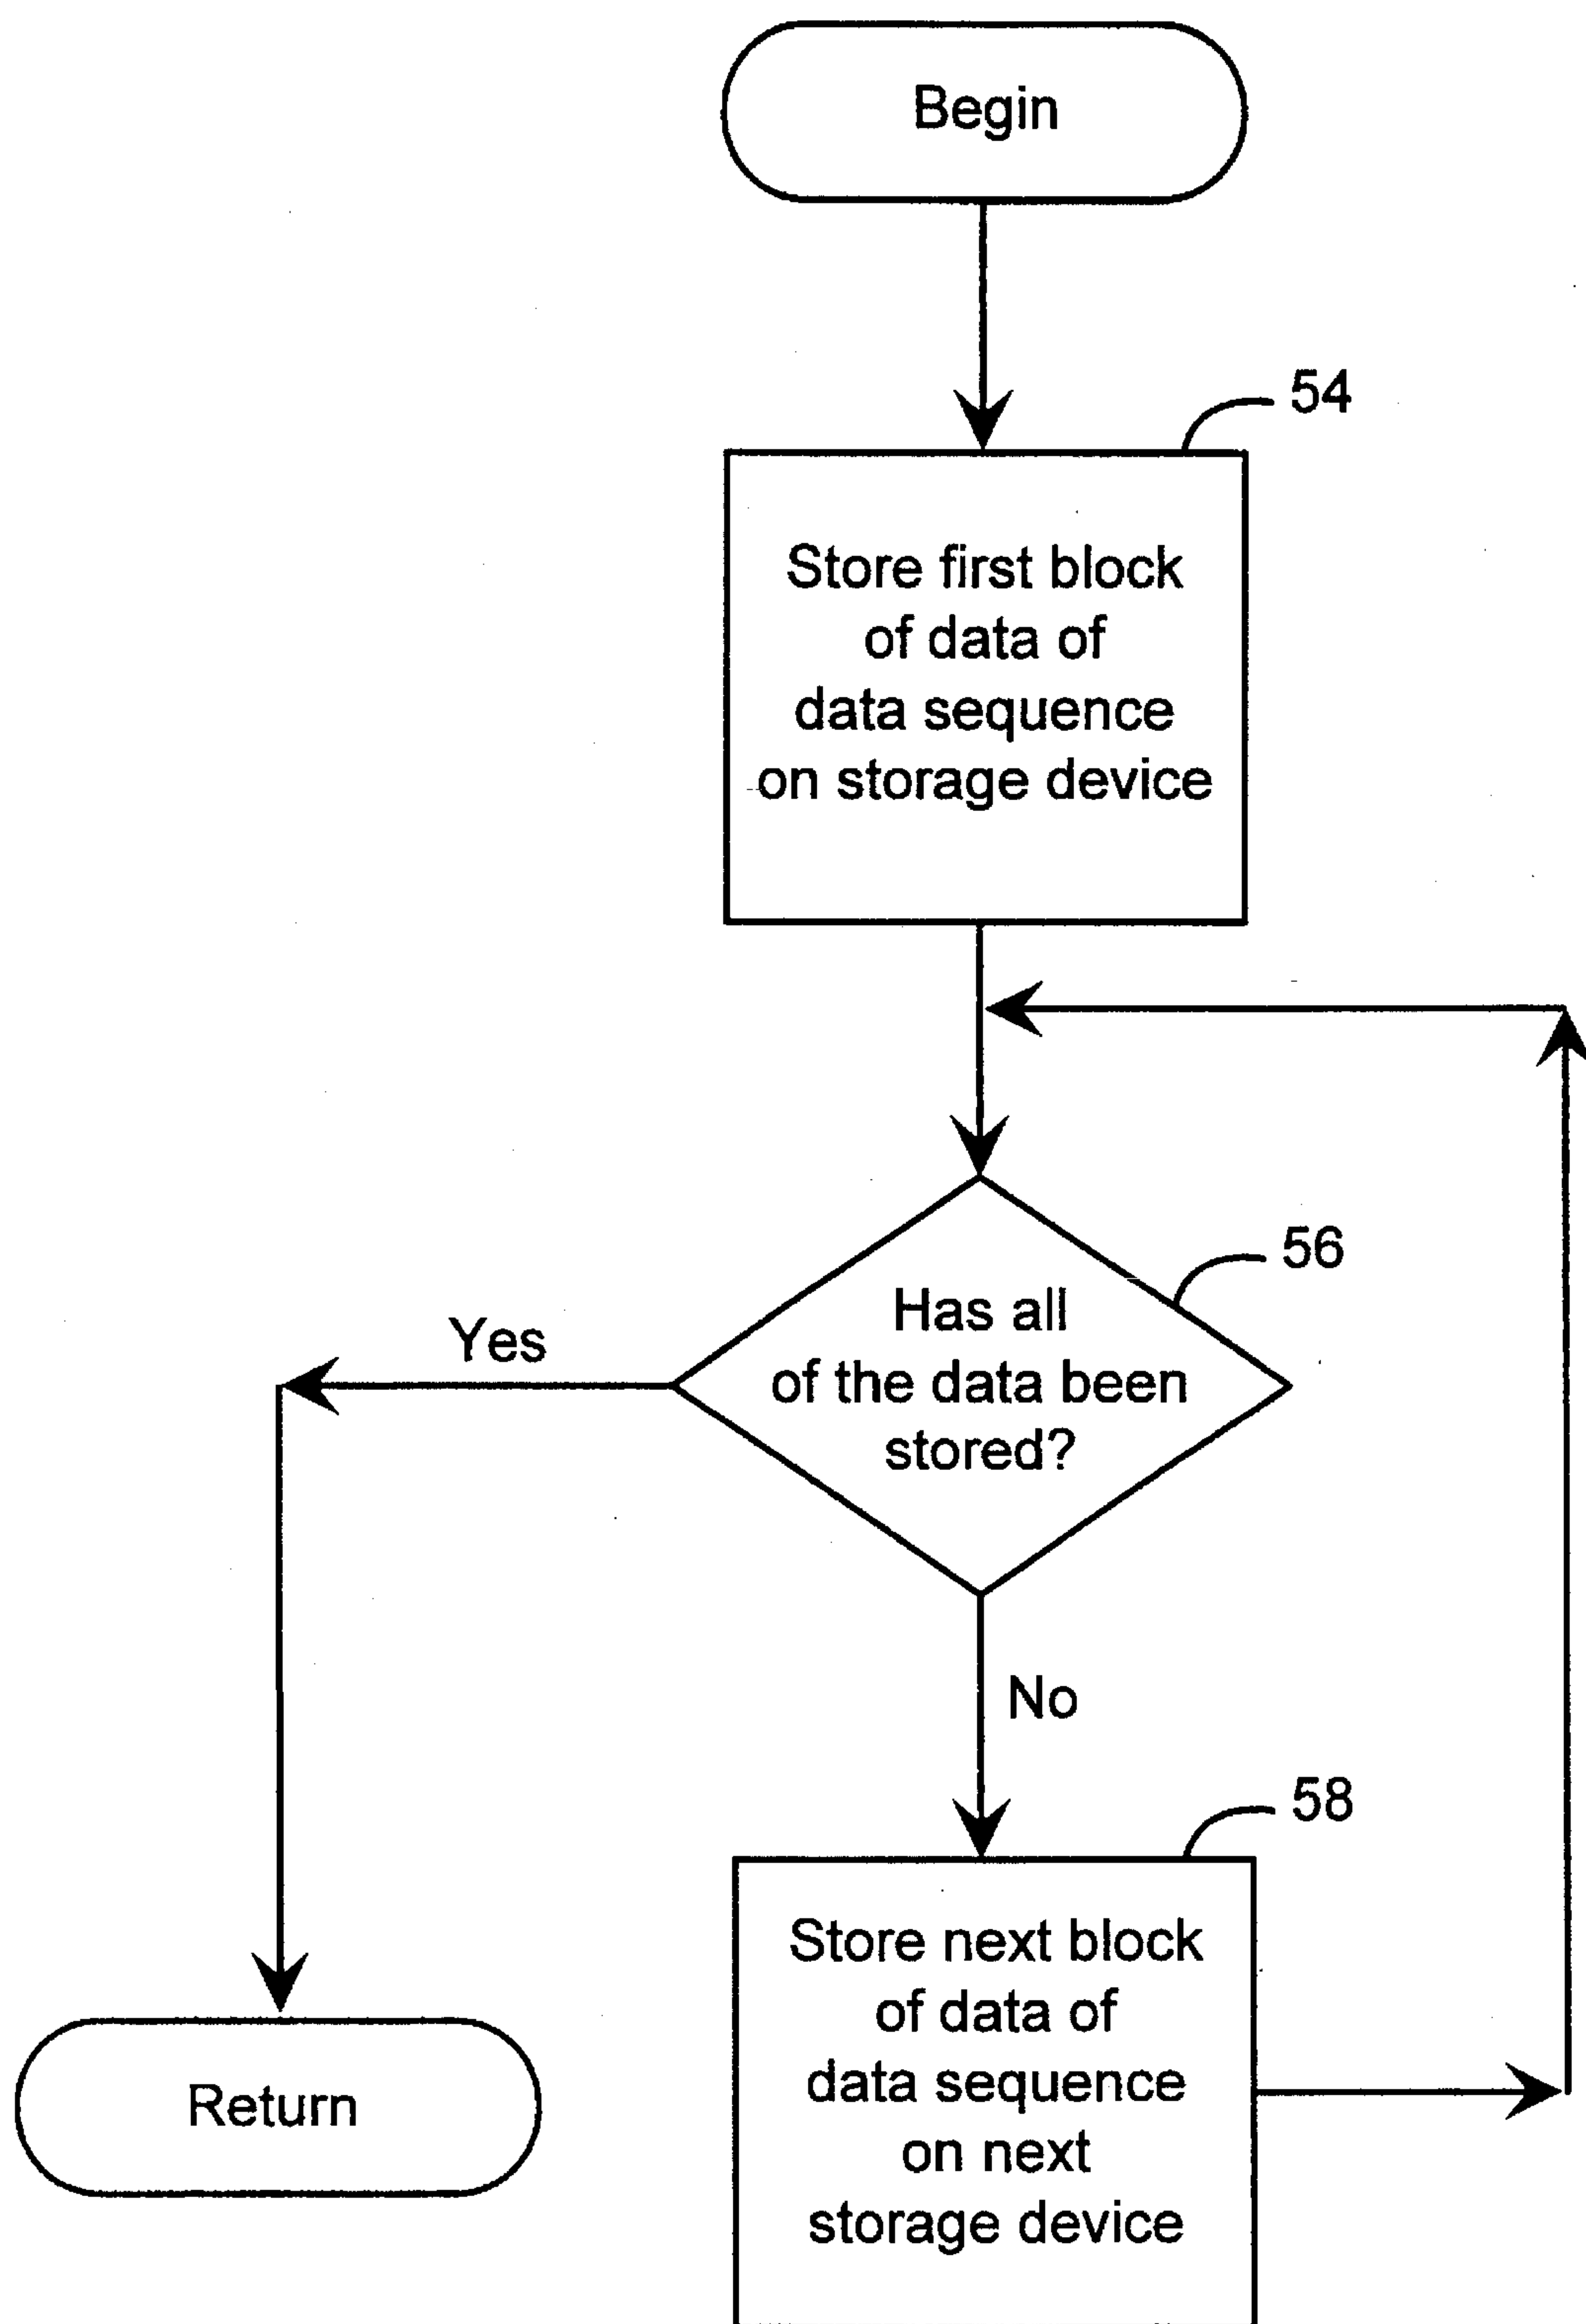 Begin
54
Store first block
of data of
data sequence
on storage device
56
Has all
of the data been
stored?
Yes
No
58
Store next block
of data of
data sequence
on next
storage device
Return